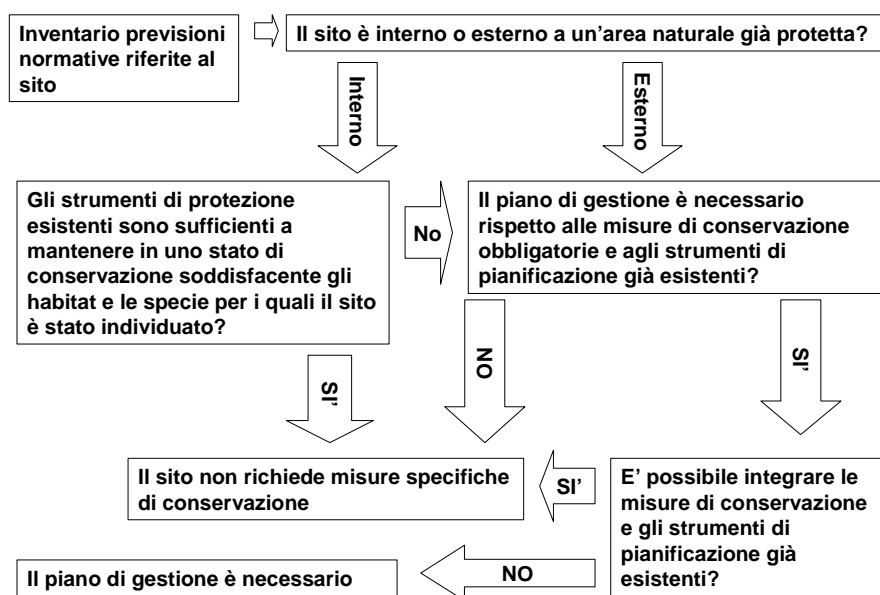 Inventario previsioni
normative riferite al
sito
Il sito è interno o esterno a un'area naturale già protetta?
Interno
Esterno
Gli strumenti di protezione
esistenti sono sufficienti a
mantenere in uno stato di
conservazione soddisfacente gli
habitat e le specie per i quali il sito
è stato individuato?
No
Il piano di gestione è necessario
rispetto alle misure di conservazione
obbligatorie e agli strumenti di
pianificazione già esistenti?
SI'
NO
SI'
Il sito non richiede misure specifiche
di conservazione
SI'
E' possibile integrare le
misure di conservazione
e gli strumenti di
pianificazione già
esistenti?
Il piano di gestione è necessario
NO